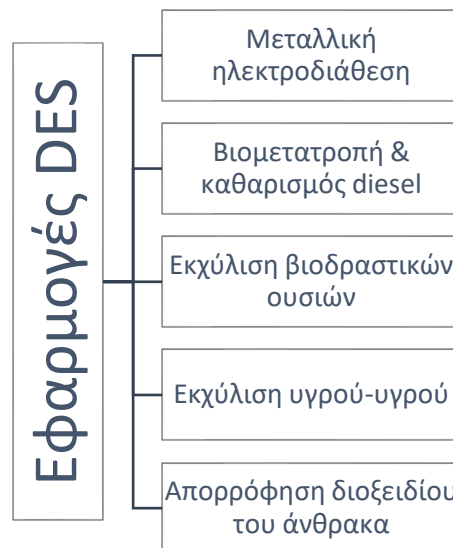 Εφαρμογές DES
Μεταλλική
ηλεκτροδιάθεση
Βιομετατροπή &
καθαρισμός diesel
Εκχύλιση βιοδραστικών
ουσιών
Εκχύλιση υγρού-υγρού
Απορρόφηση διοξειδίου
του άνθρακα